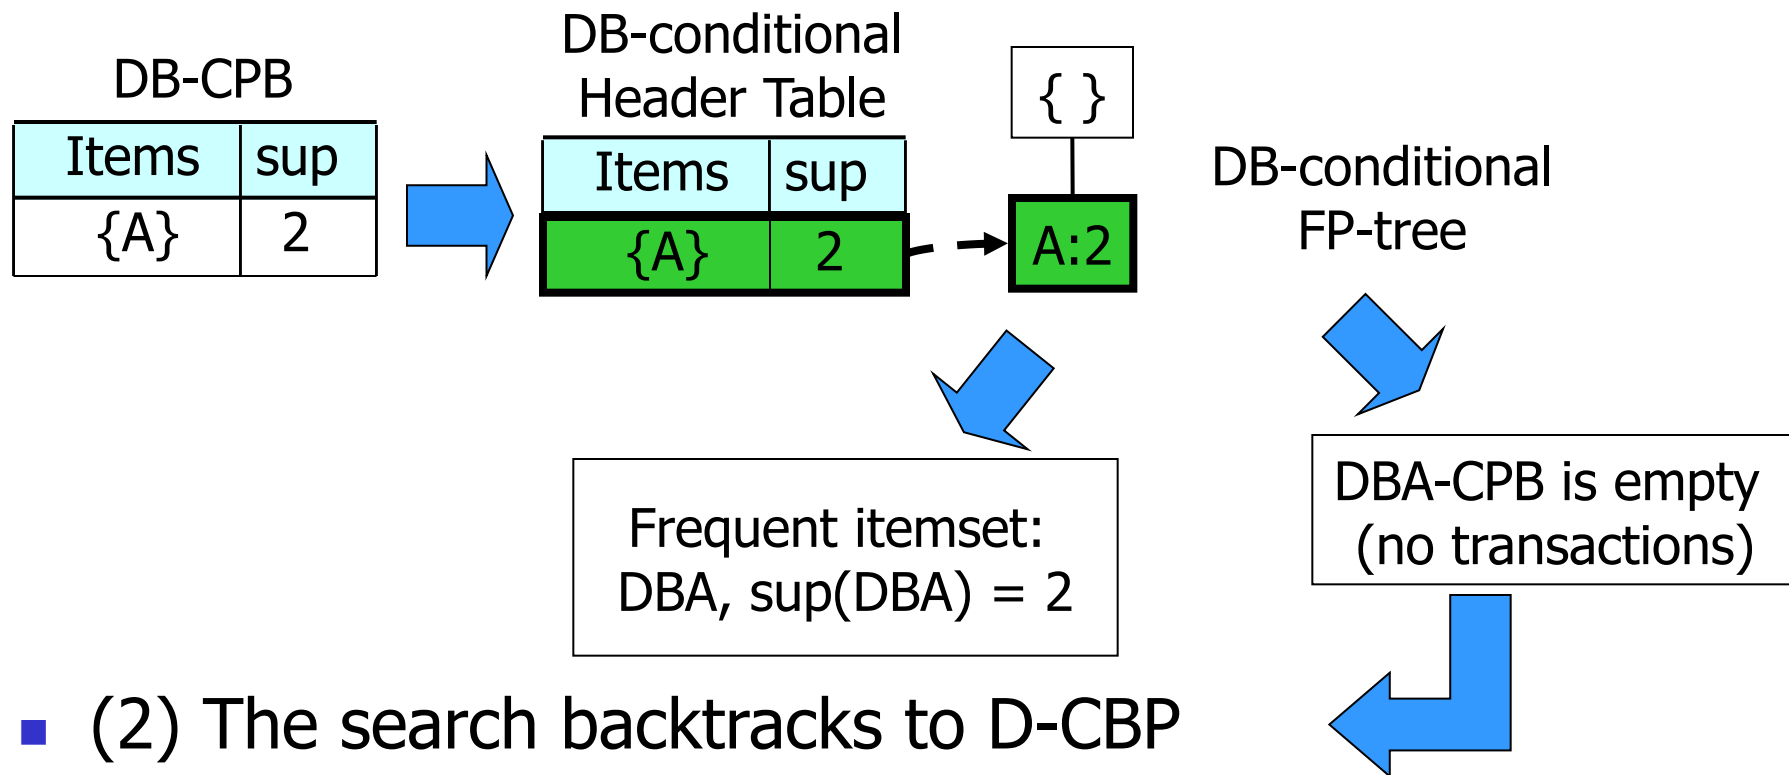 DB-CPB
Items sup
{A} 2
DB-conditional
Header Table
Items sup
{A} 2
{ }
A:2
DB-conditional
FP-tree
Frequent itemset:
DBA, sup(DBA) = 2
DBA-CPB is empty
(no transactions)
(2) The search backtracks to D-CBP